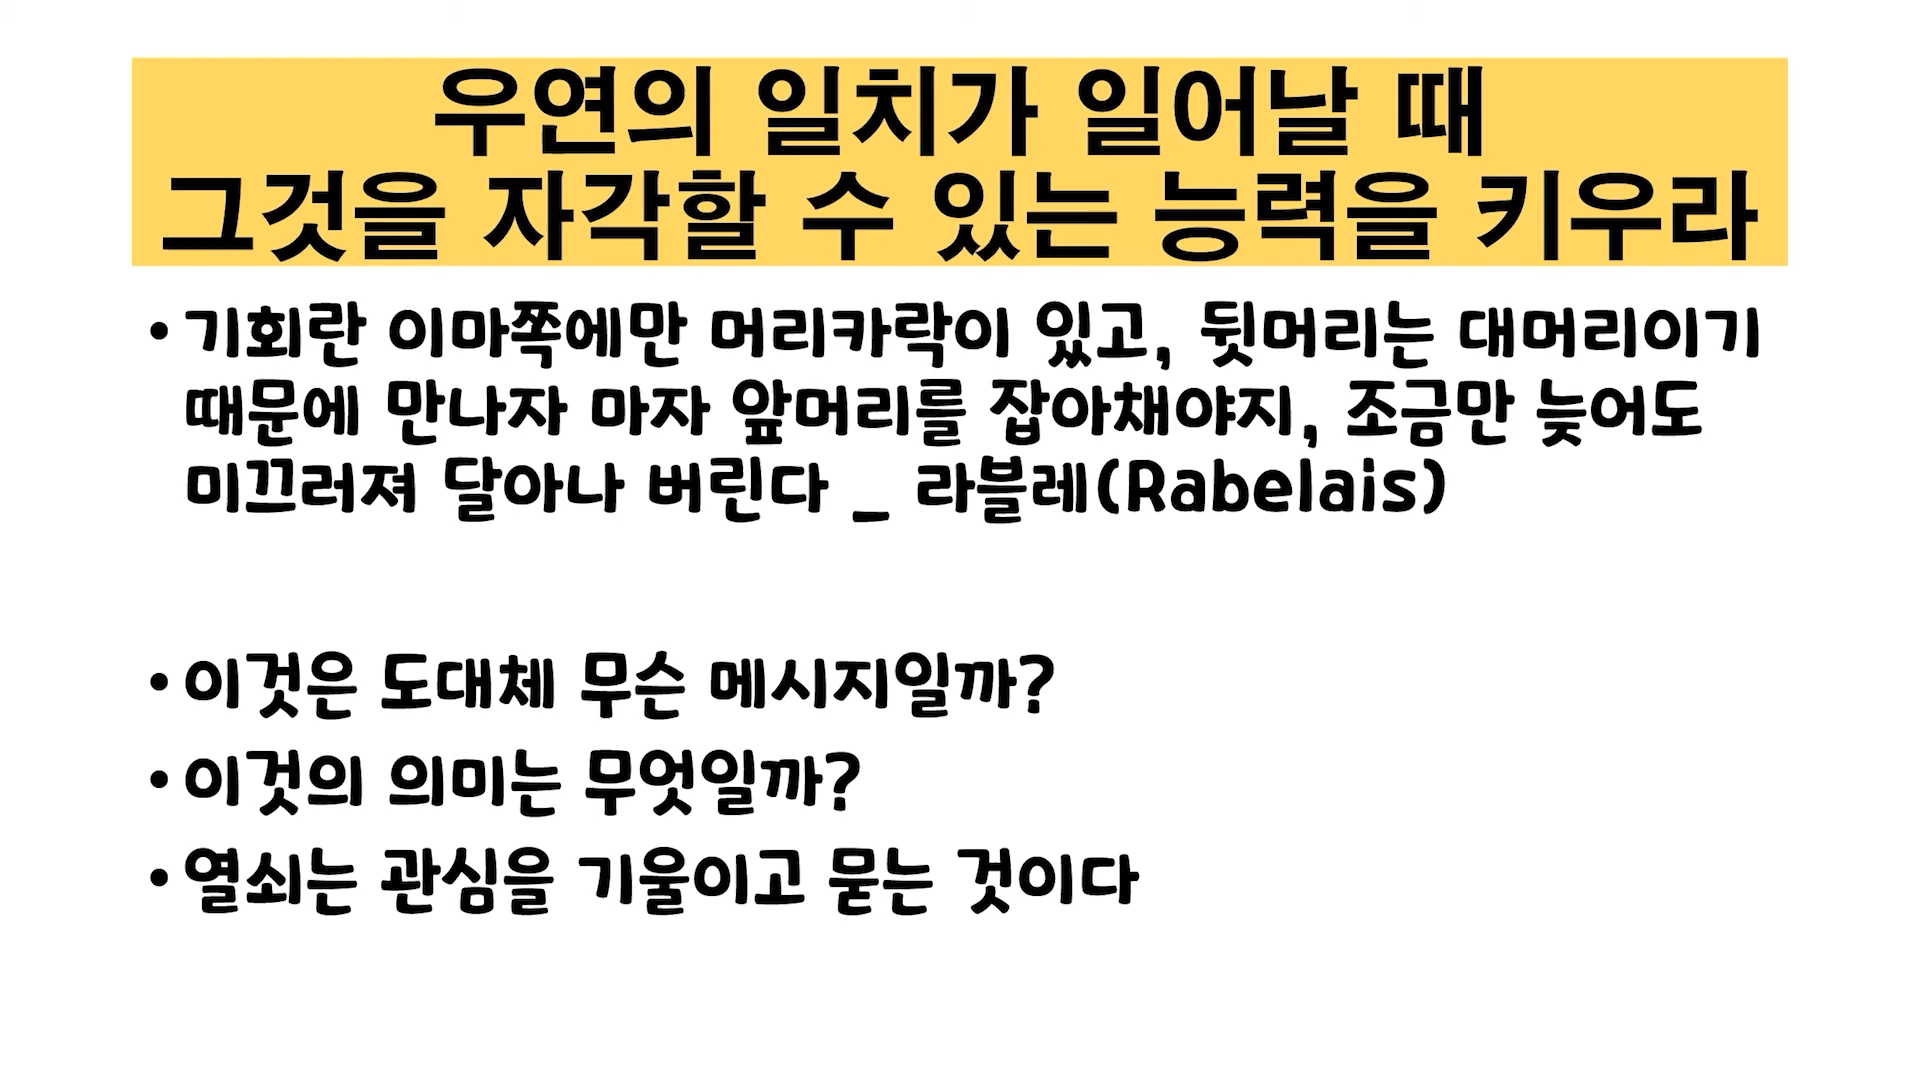 우연의 일치가 일어날 때
그것을 자각할 수 있는 능력을 키우라
• 기회란 이마쪽에만 머리카락이 있고, 뒷머리는 대머리이기
때문에 만나자 마자 앞머리를 잡아채야지, 조금만 늦어도
미끄러져 달아나 버린다 _ 라블레(Rabelais)
• 이것은 도대체 무슨 메시지일까?
• 이것의 의미는 무엇일까?
• 열쇠는 관심을 기울이고 묻는 것이다